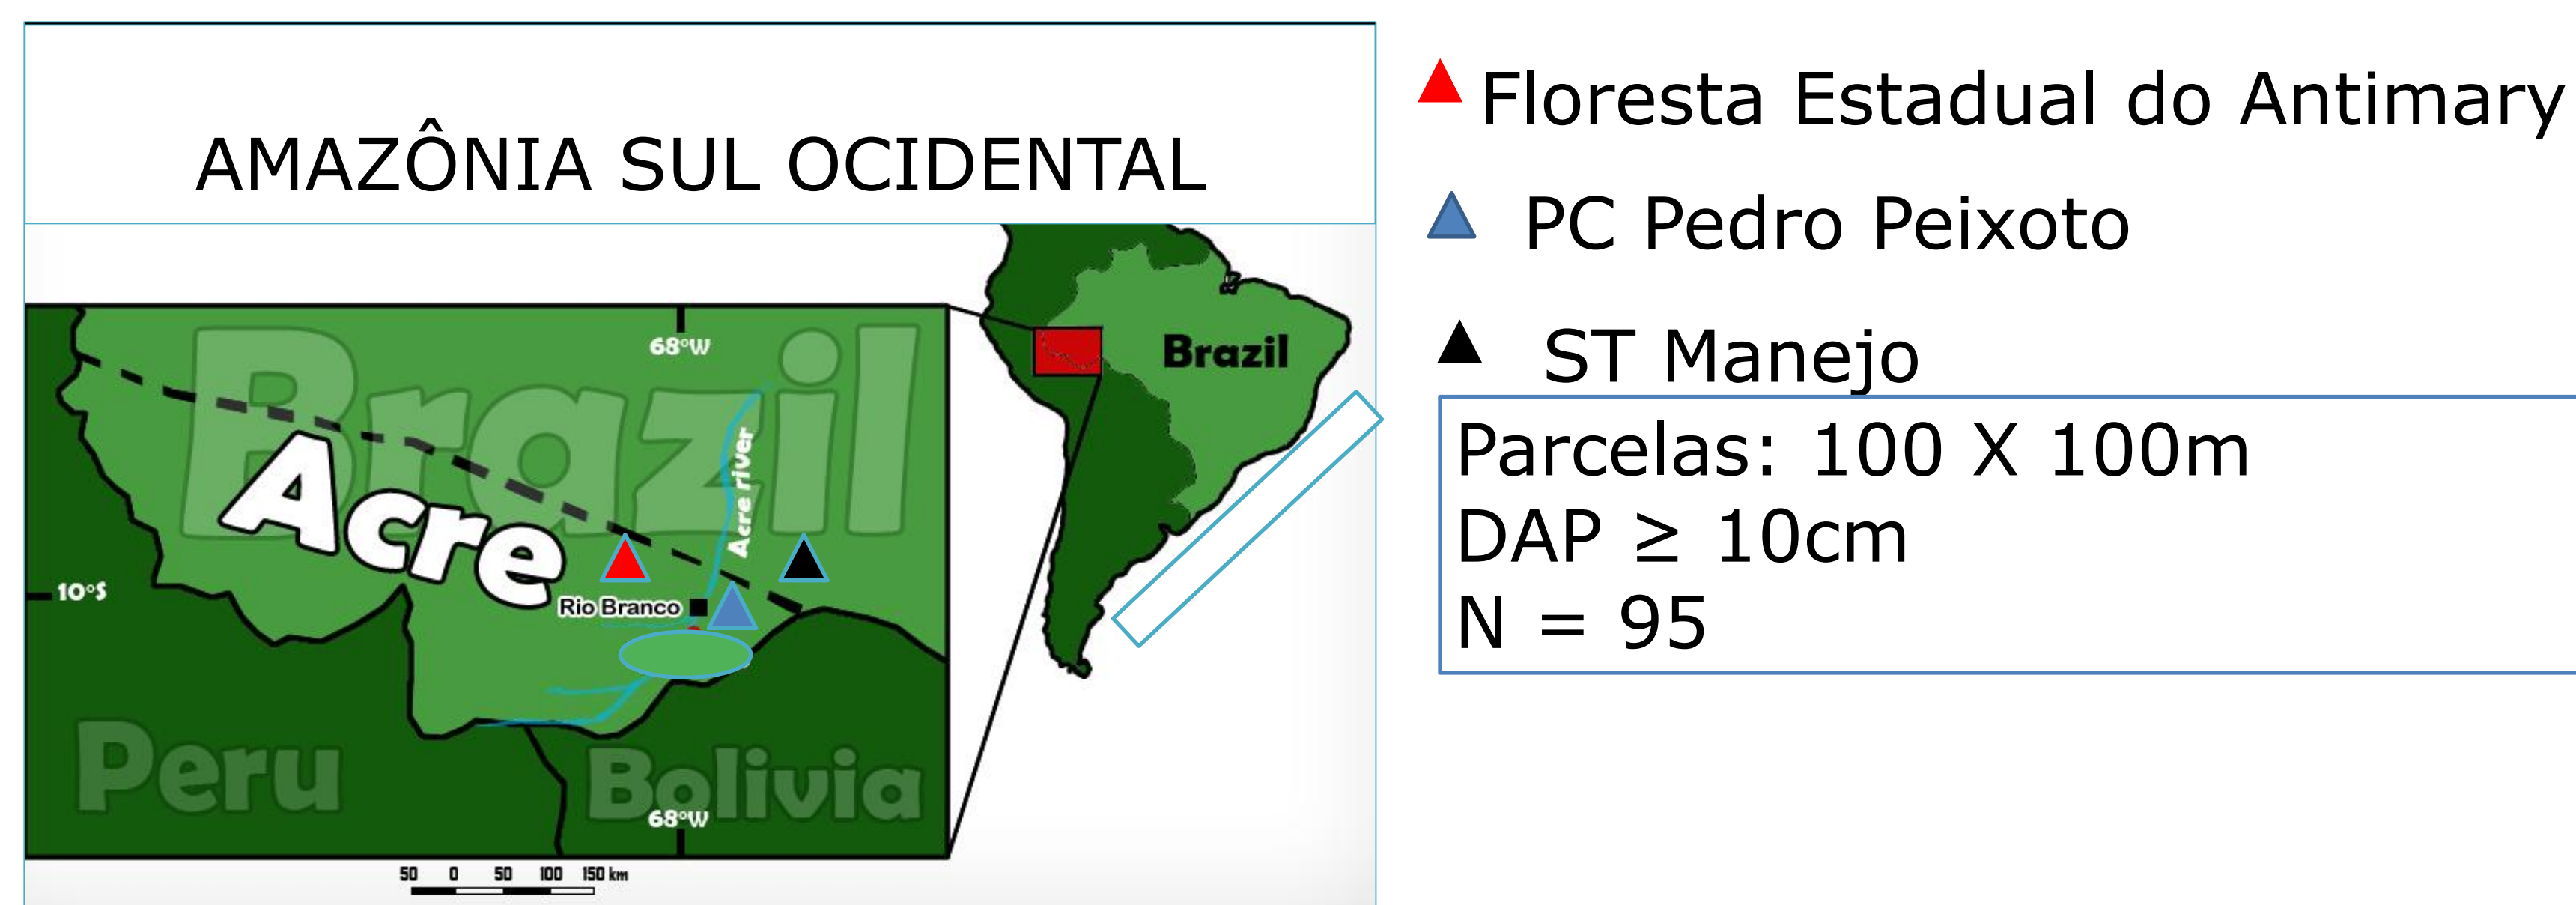 AMAZÔNIA SUL OCIDENTAL
Brazil
68°W
Brazil
Acre river
Acre
10°S
Rio Branco
Peru
Bolivia
68°W
50 0 50 100 150 km
Floresta Estadual do Antimary
PC Pedro Peixoto
ST Manejo
Parcelas: 100 X 100m
DAP ≥ 10cm
N = 95